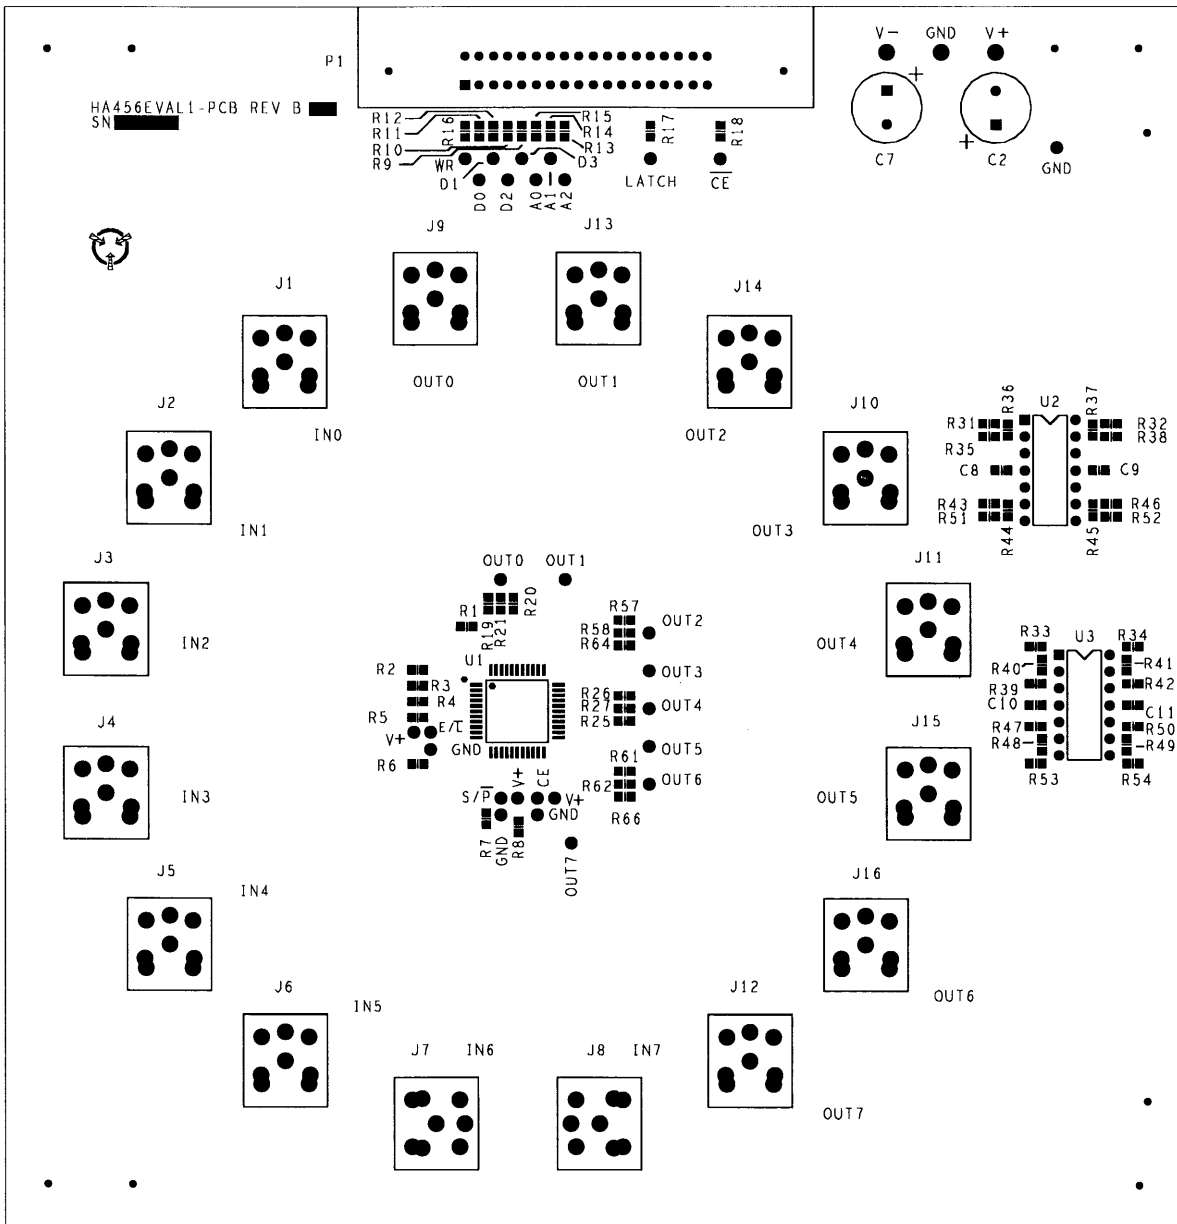 V- GND V+
P1
HA456EVAL1-PCB REV B
SN
R12 R15
R11 R16 R14 R17 R18
R10 R13
R9 WR D3
D1 LATCH CE
D0 D2 A0 A1 A2
C7 C2 GND
J9 J13
J1 J14
OUT0 OUT1
J2 J10
IN0 OUT2
R36 U2 R37
R31 R32
R38
R35
C8 C9
R43 R46
R51 R52
R44 R45
IN1 OUT3
J3 OUT0 OUT1 J11
R1 R19 R21 R20 R57
R58 OUT2
R64
IN2 OUT4
R33 U3 R34
U1
R2 OUT3
R40 R41
R3
R39 R42
R4 R26
R27 OUT4
C10 C11
R5 R25
J4 J15
E/L
V+
R47 R50
GND OUT5
R48 R49
R6 R61
R53 R54
V+ CE
R62 OUT6
IN3 S/P V+ OUT5
GND
R66
R7 GND R8
OUT7
J5 J16
IN4
J6 J12
IN5 OUT6
J7 IN6 J8 IN7
OUT7